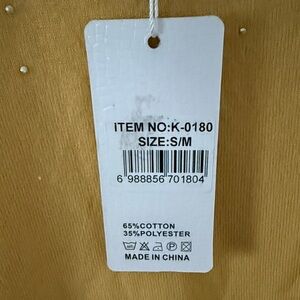 ITEM NO:K-0180
SIZE:S/M
6 988856 701804
65%COTTON
35%POLYESTER
MADE IN CHINA